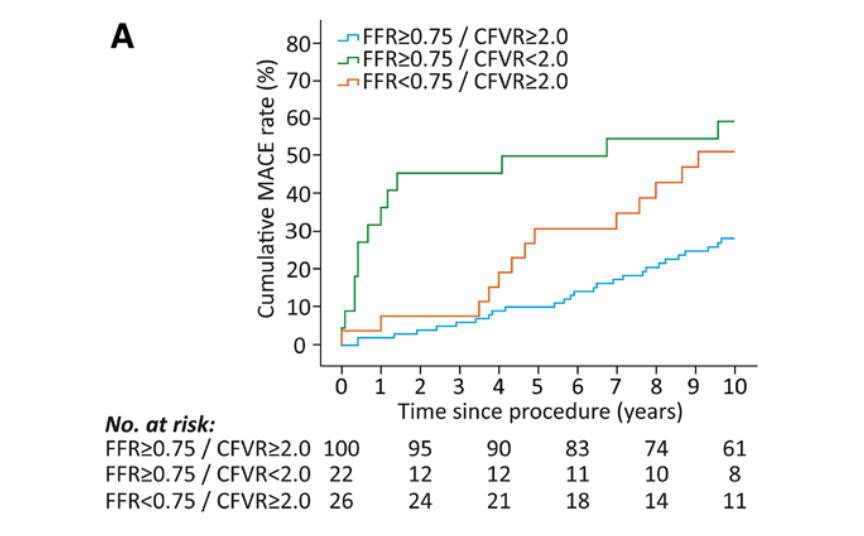 A
Cumulative MACE rate (%)
80
70
60
50
40
30
20
10
0
FFR≥0.75 / CFVR≥2.0
FFR≥0.75 / CFVR<2.0
FFR<0.75 / CFVR≥2.0
0 1 2 3 4 5 6 7 8 9 10
Time since procedure (years)
No. at risk:
FFR≥0.75 / CFVR≥2.0 100 95 90 83 74 61
FFR≥0.75 / CFVR<2.0 22 12 12 11 10 8
FFR<0.75 / CFVR≥2.0 26 24 21 18 14 11